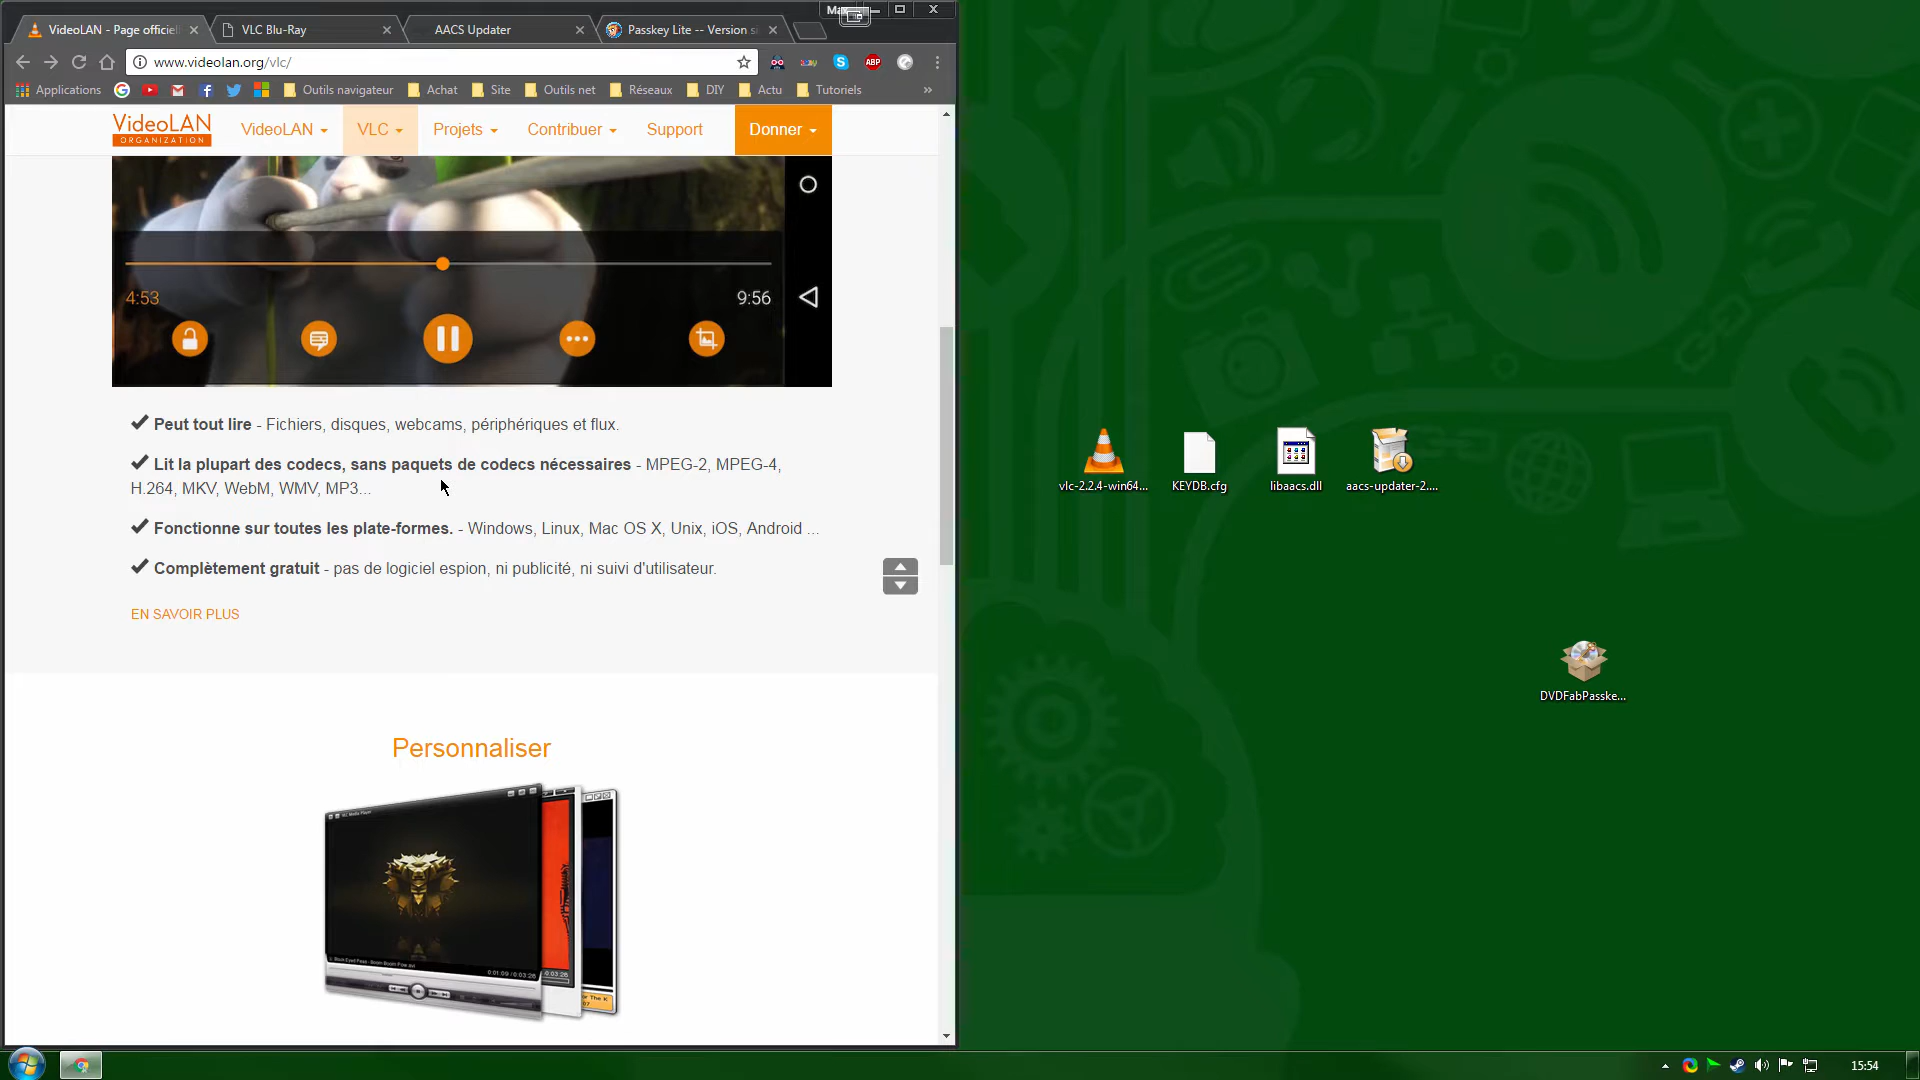 VideoLAN - Page officiel
VLC Blu-Ray
AACS Updater
Passkey Lite -- Version s
www.videolan.org/vlc/
ABP
Applications
Outils navigateur
Achat
Site
Outils net
Réseaux
DIY
Actu
Tutoriels
»
VideoLAN
ORGANIZATION
VideoLAN
VLC
Projets
Contribuer
Support
Donner
4:53
9:56
Peut tout lire - Fichiers, disques, webcams, périphériques et flux.
Lit la plupart des codecs, sans paquets de codecs nécessaires - MPEG-2, MPEG-4,
H.264, MKV, WebM, WMV, MP3...
Fonctionne sur toutes les plate-formes. - Windows, Linux, Mac OS X, Unix, iOS, Android ...
Complètement gratuit - pas de logiciel espion, ni publicité, ni suivi d'utilisateur.
EN SAVOIR PLUS
Personnaliser
vlc-2.2.4-win64...
KEYDB.cfg
libaacs.dll
aacs-updater-2....
DVDFabPasske...
15:54